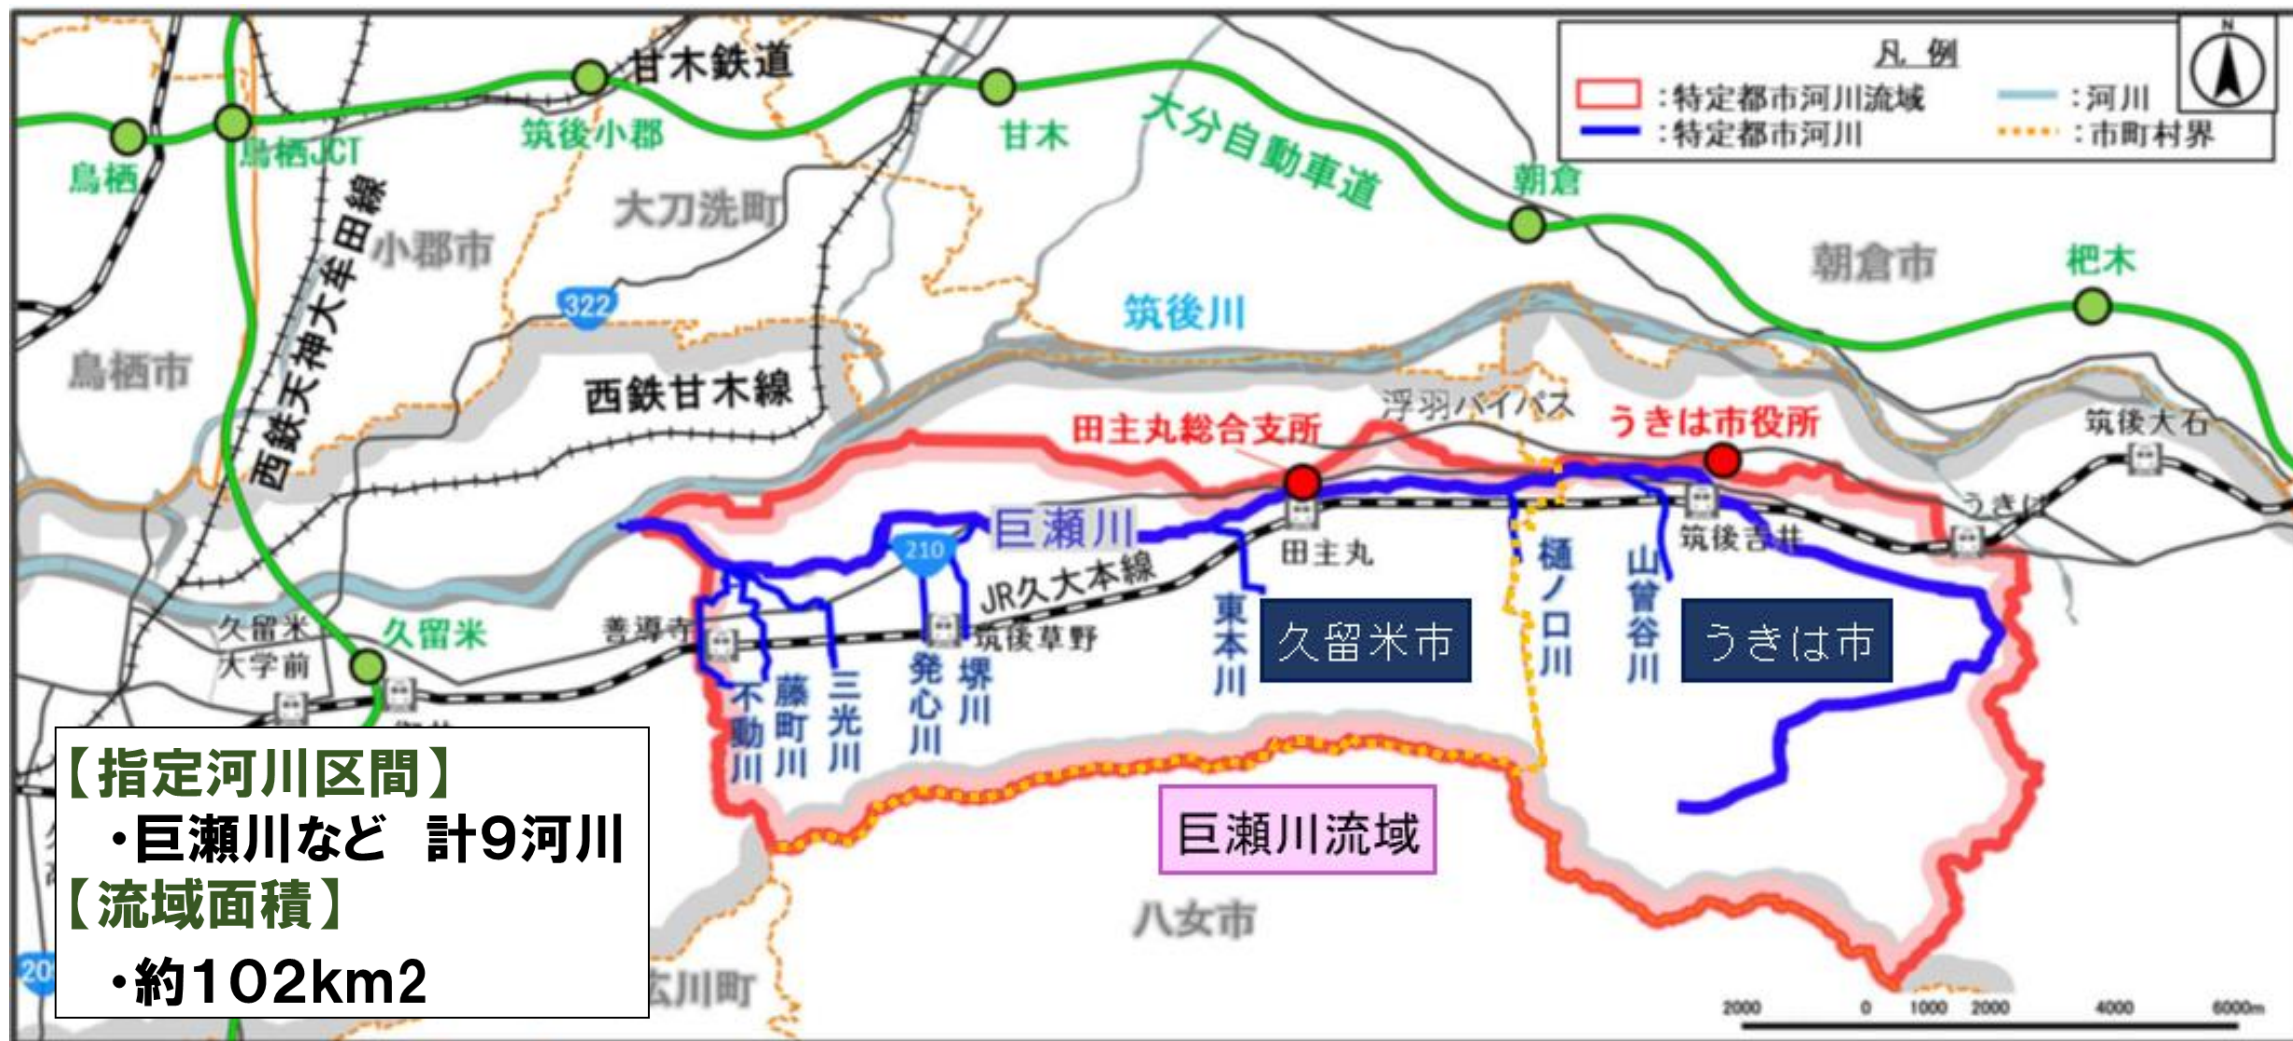 凡 例
N
：特定都市河川流域
：河川
：特定都市河川
：市町村界
甘木鉄道
筑後小郡
甘木
大分自動車道
鳥栖
鳥栖JCT
朝倉
杷木
大刀洗町
小郡市
西鉄天神大牟田線
朝倉市
322
筑後川
鳥栖市
西鉄甘木線
浮羽バイパス
田主丸総合支所
うきは市役所
筑後大石
うきは
巨瀬川
210
田主丸
筑後吉井
JR久大本線
善導寺
筑後草野
久留米
大学前
久留米
不動川
藤町川
三光川
発心川
堺川
東本川
樋ノ口川
山曽谷川
久留米市
うきは市
巨瀬川流域
八女市
広川町
【指定河川区間】
・巨瀬川など 計９河川
【流域面積】
・約１０２km2
2000 0 1000 2000 4000 6000m